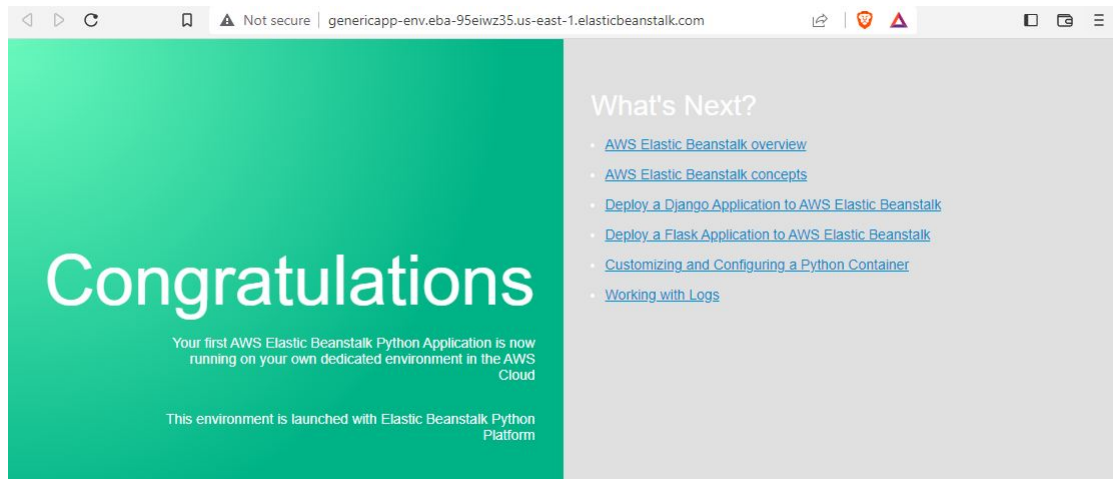 Not secure
genericapp-env.eba-95eiwz35.us-east-1.elasticbeanstalk.com
Congratulations
Your first AWS Elastic Beanstalk Python Application is now
running on your own dedicated environment in the AWS
Cloud
This environment is launched with Elastic Beanstalk Python
Platform
What's Next?
AWS Elastic Beanstalk overview
AWS Elastic Beanstalk concepts
Deploy a Django Application to AWS Elastic Beanstalk
Deploy a Flask Application to AWS Elastic Beanstalk
Customizing and Configuring a Python Container
Working with Logs